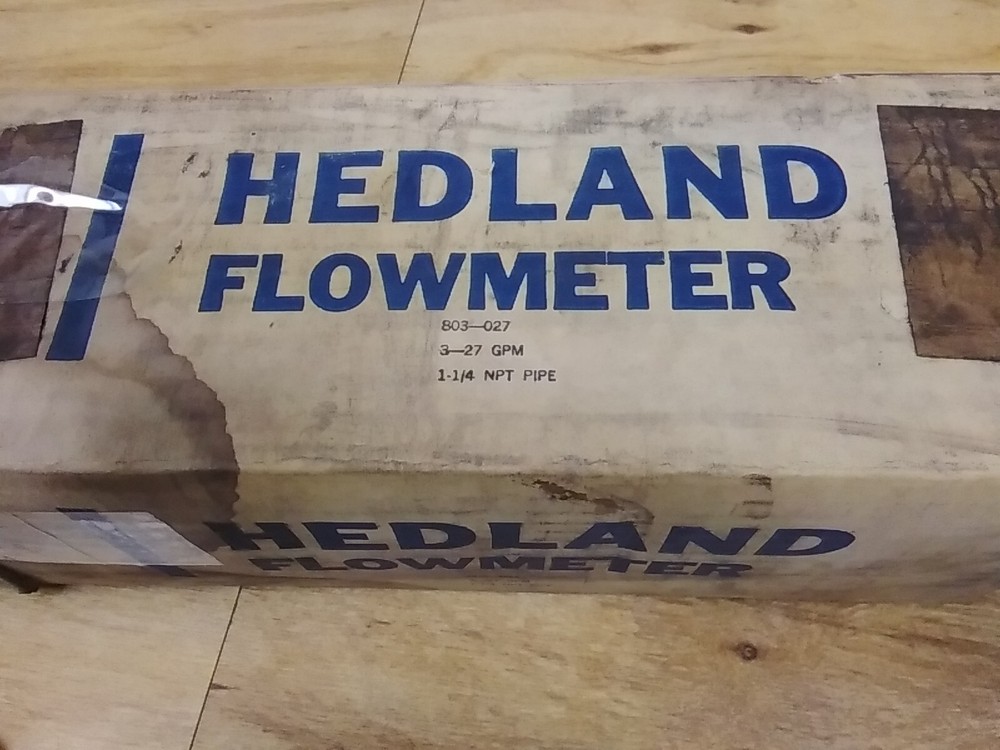 HEDLAND
FLOWMETER
803—027
3—27 GPM
1-1/4 NPT PIPE
HEDLAND
FLOWMETER